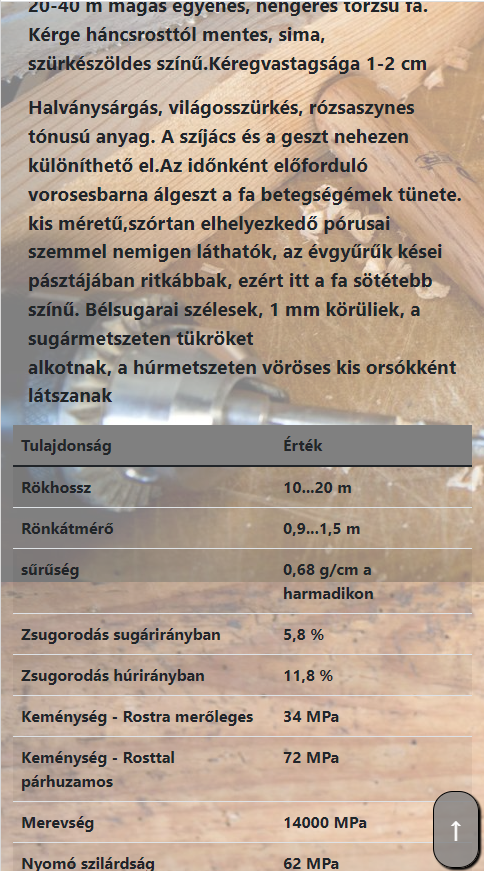 20-40 m magas egyenes, hengeres törzsű fa.
Kérge háncsrosttól mentes, sima,
szürkészöldes színű.Kéregvastagsága 1-2 cm
Halványsárgás, világosszürkés, rózsaszynes
tónusú anyag. A szíjács és a geszt nehezen
különíthető el.Az időnként előforduló
vorosesbarna álgeszt a fa betegségémek tünete.
kis méretű,szórtan elhelyezkedő pórusai
szemmel nemigen láthatók, az évgyűrűk kései
pásztájában ritkábbak, ezért itt a fa sötétebb
színű. Bélsugarai szélesek, 1 mm körüliek, a
sugármetszeten tükröket
alkotnak, a húrmetszeten vöröses kis orsókként
látszanak
Tulajdonság Érték
Rökhossz 10...20 m
Rönkátmérő 0,9...1,5 m
sűrűség 0,68 g/cm a
harmadikon
Zsugorodás sugárirányban 5,8 %
Zsugorodás húrirányban 11,8 %
Keménység - Rostra merőleges 34 MPa
Keménység - Rosttal 72 MPa
párhuzamos
Merevség 14000 MPa
Nyomó szilárdság 62 MPa
↑